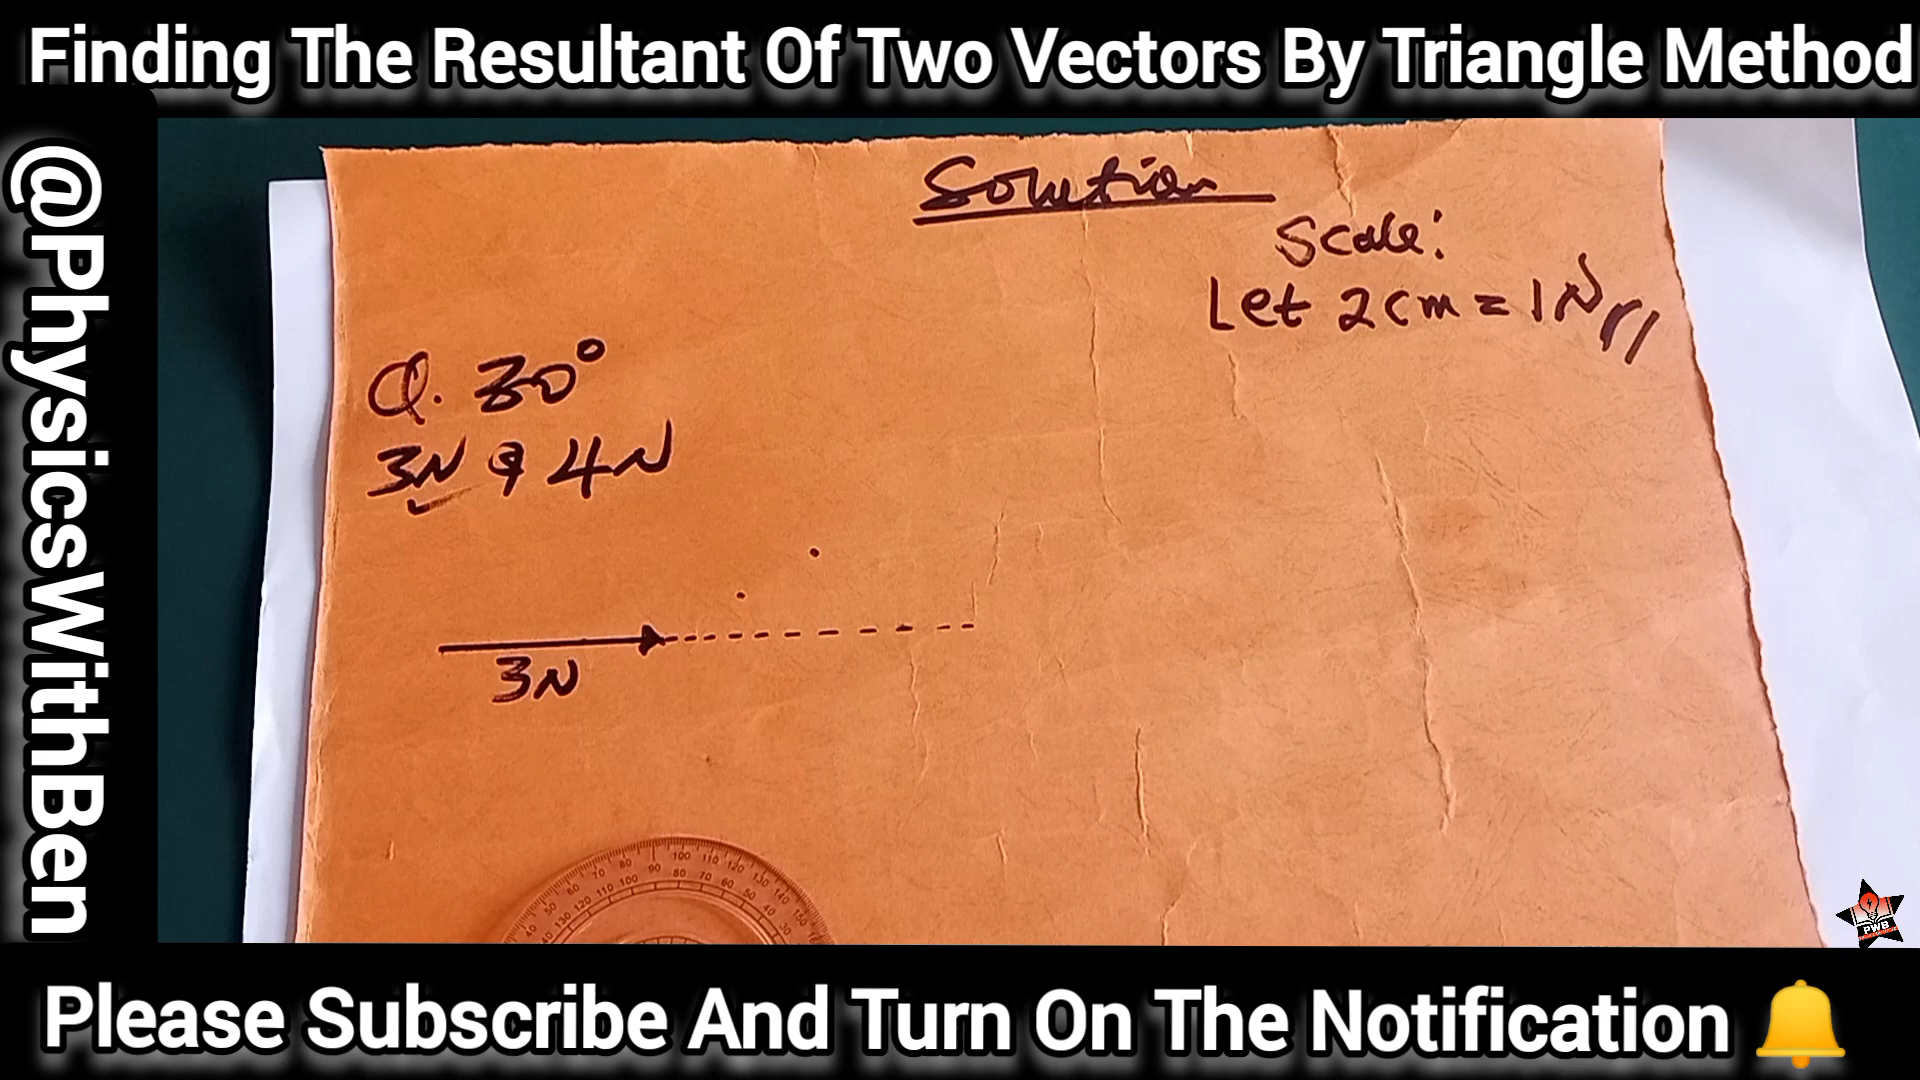 Finding The Resultant Of Two Vectors By Triangle Method
@PhysicsWithBen
Solution
Scale:
Let 2cm = 1N
Q. 30°
3N & 4N
3N
PWB
Please Subscribe And Turn On The Notification 🔔